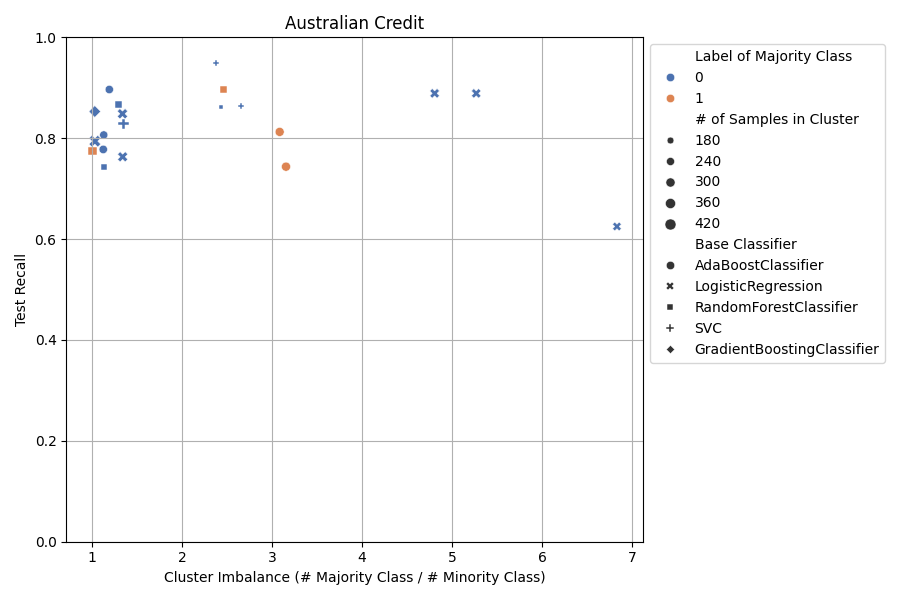 Australian Credit
1.0
0.8
0.6
0.4
0.2
0.0
Test Recall
1
2
3
4
5
6
7
Cluster Imbalance (# Majority Class / # Minority Class)
Label of Majority Class
0
1
# of Samples in Cluster
180
240
300
360
420
Base Classifier
AdaBoostClassifier
LogisticRegression
RandomForestClassifier
SVC
GradientBoostingClassifier